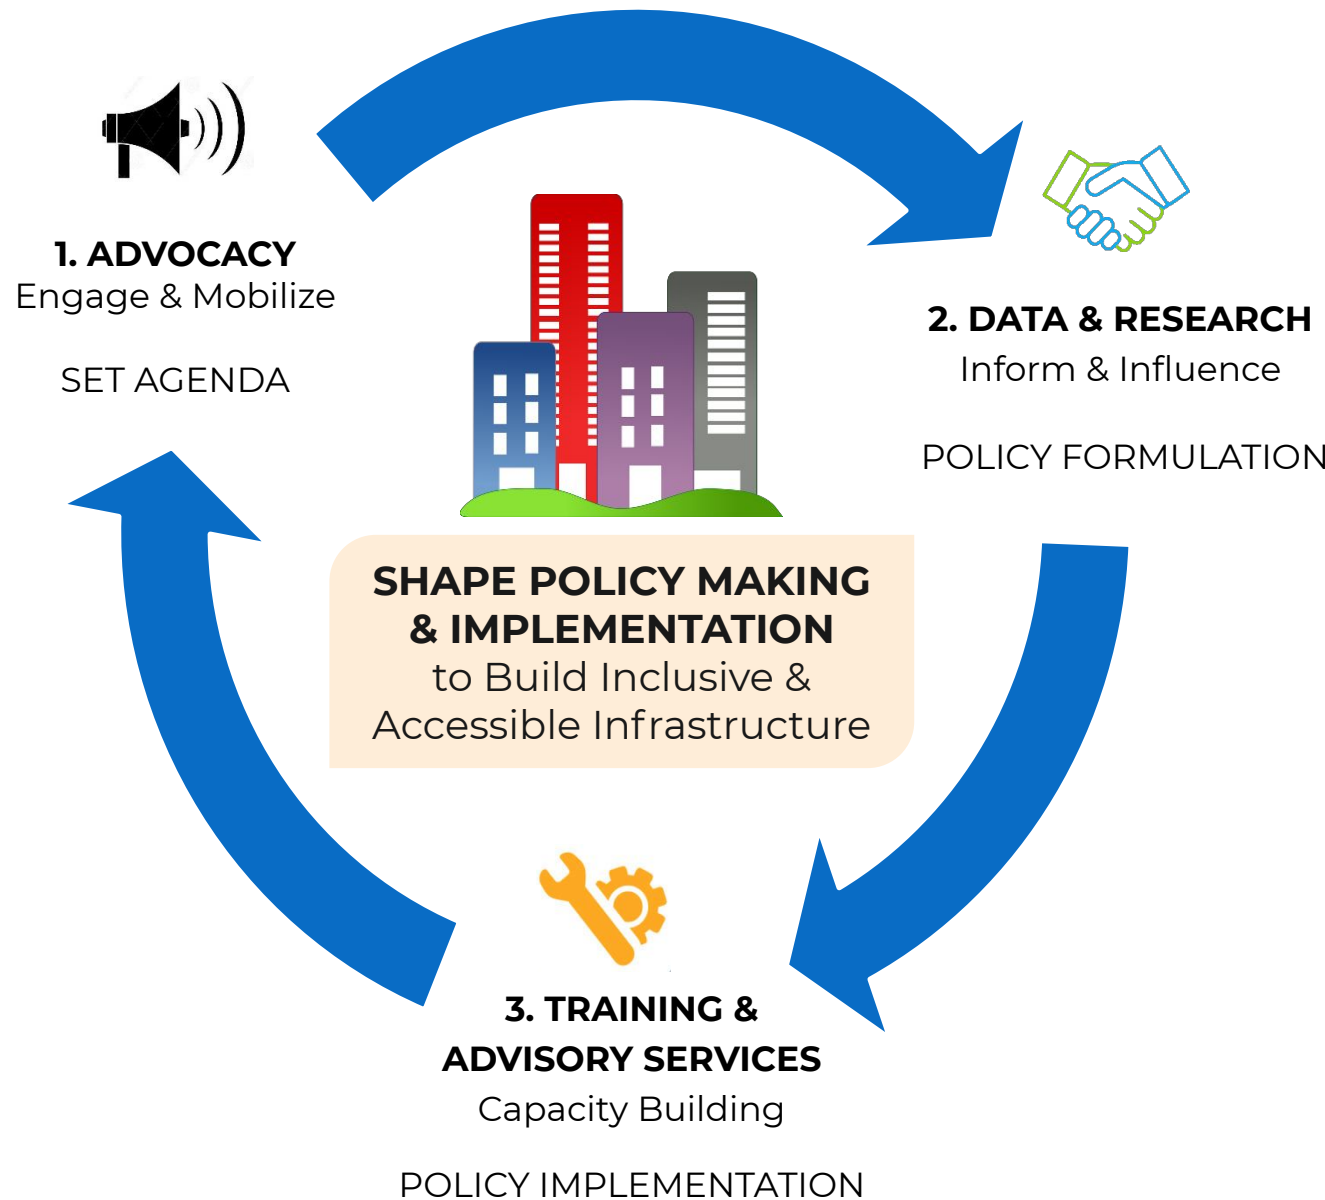 1. ADVOCACY
Engage & Mobilize
SET AGENDA
2. DATA & RESEARCH
Inform & Influence
POLICY FORMULATION
SHAPE POLICY MAKING
& IMPLEMENTATION
to Build Inclusive &
Accessible Infrastructure
3. TRAINING &
ADVISORY SERVICES
Capacity Building
POLICY IMPLEMENTATION